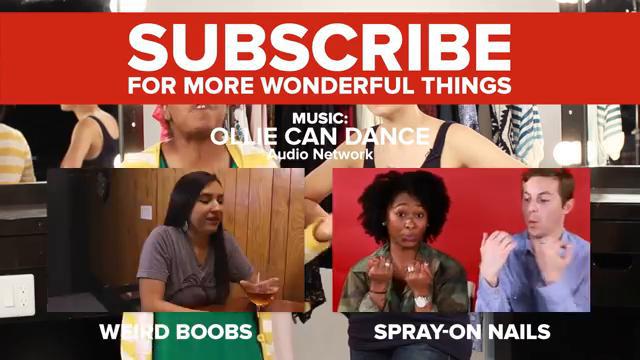 SUBSCRIBE
FOR MORE WONDERFUL THINGS
MUSIC:
OLLIE CAN DANCE
Audio Network
WEIRD BOOBS
SPRAY-ON NAILS